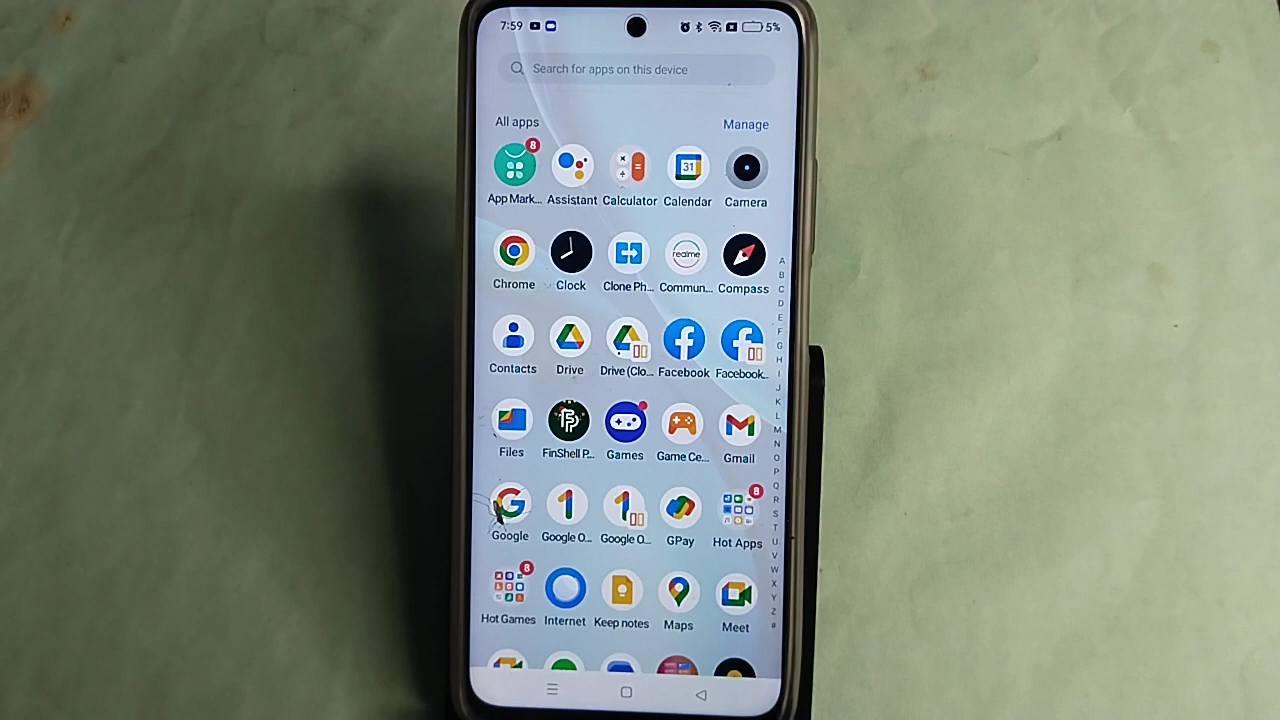 7:59 5%
Search for apps on this device
All apps Manage
8
31
App Mark... Assistant Calculator Calendar Camera
realme
Chrome Clock Clone Ph... Commun... Compass
Contacts Drive Drive (Clo... Facebook Facebook...
Files FinShell P... Games Game Ce... Gmail
8
Google Google O... Google O... GPay Hot Apps
8
Hot Games Internet Keep notes Maps Meet
A
B
C
D
E
F
G
H
I
J
K
L
M
N
O
P
Q
R
S
T
U
V
W
X
Y
Z
#